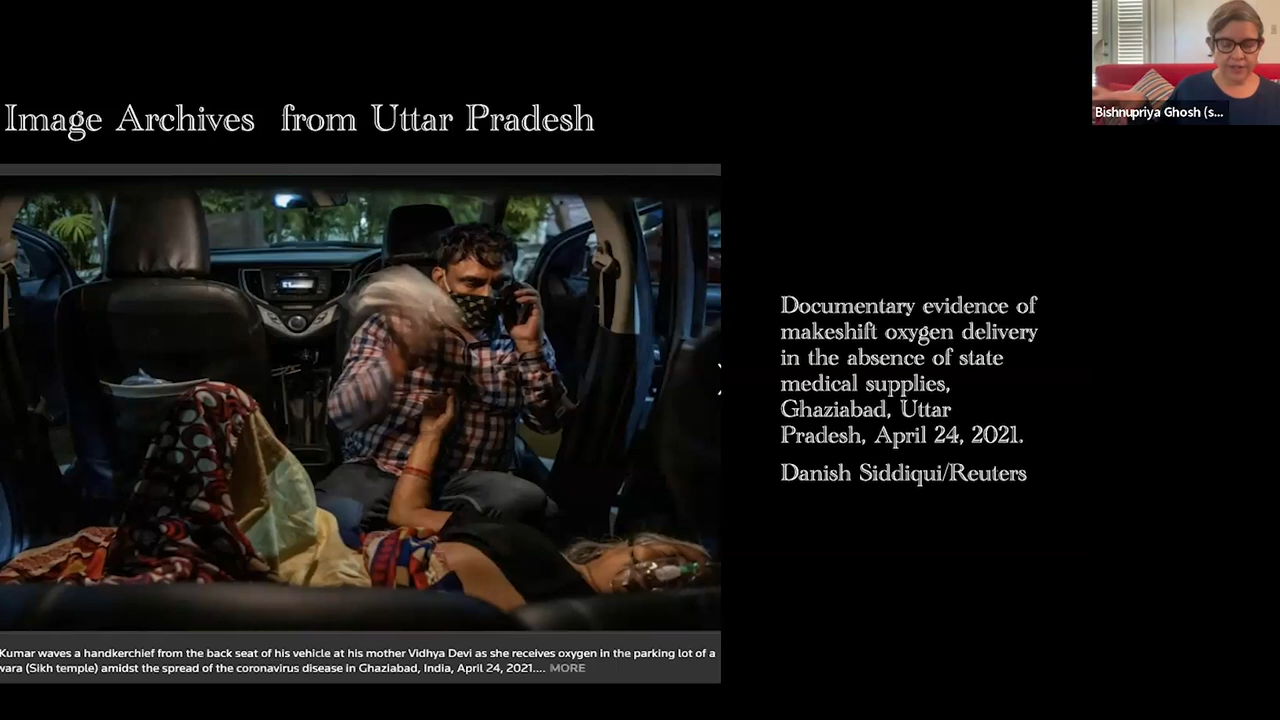 Bishnupriya Ghosh (s...
Image Archives from Uttar Pradesh
Documentary evidence of
makeshift oxygen delivery
in the absence of state
medical supplies,
Ghaziabad, Uttar
Pradesh, April 24, 2021.
Danish Siddiqui/Reuters
Kumar waves a handkerchief from the back seat of his vehicle at his mother Vidhya Devi as she receives oxygen in the parking lot of a
wara (Sikh temple) amidst the spread of the coronavirus disease in Ghaziabad, India, April 24, 2021.... MORE